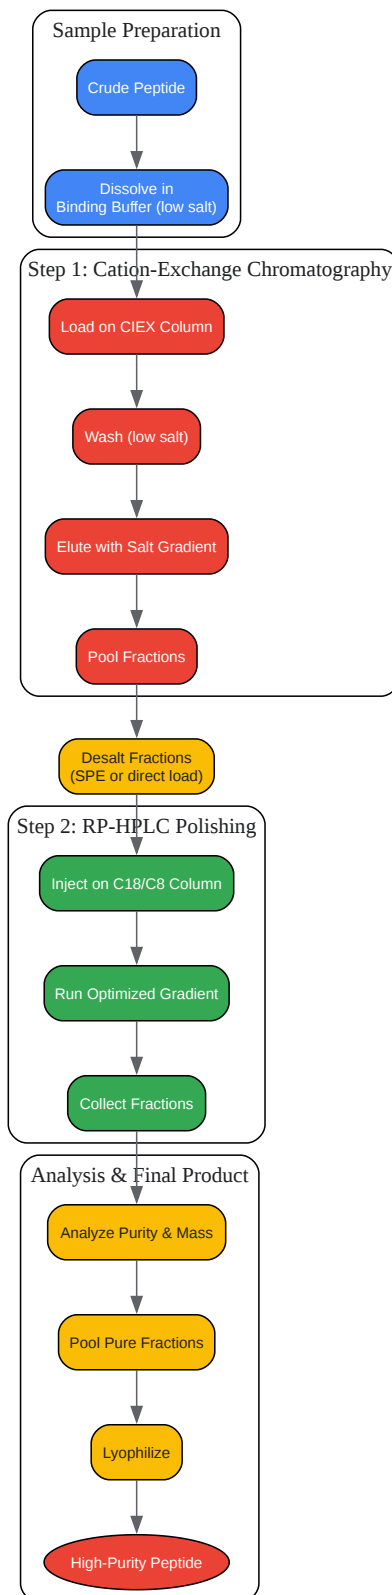 Sample Preparation
Crude Peptide
Dissolve in
Binding Buffer (low salt)
Step 1: Cation-Exchange Chromatography
Load on CIEX Column
Wash (low salt)
Elute with Salt Gradient
Pool Fractions
Desalt Fractions
(SPE or direct load)
Step 2: RP-HPLC Polishing
Inject on C18/C8 Column
Run Optimized Gradient
Collect Fractions
Analysis & Final Product
Analyze Purity & Mass
Pool Pure Fractions
Lyophilize
High-Purity Peptide